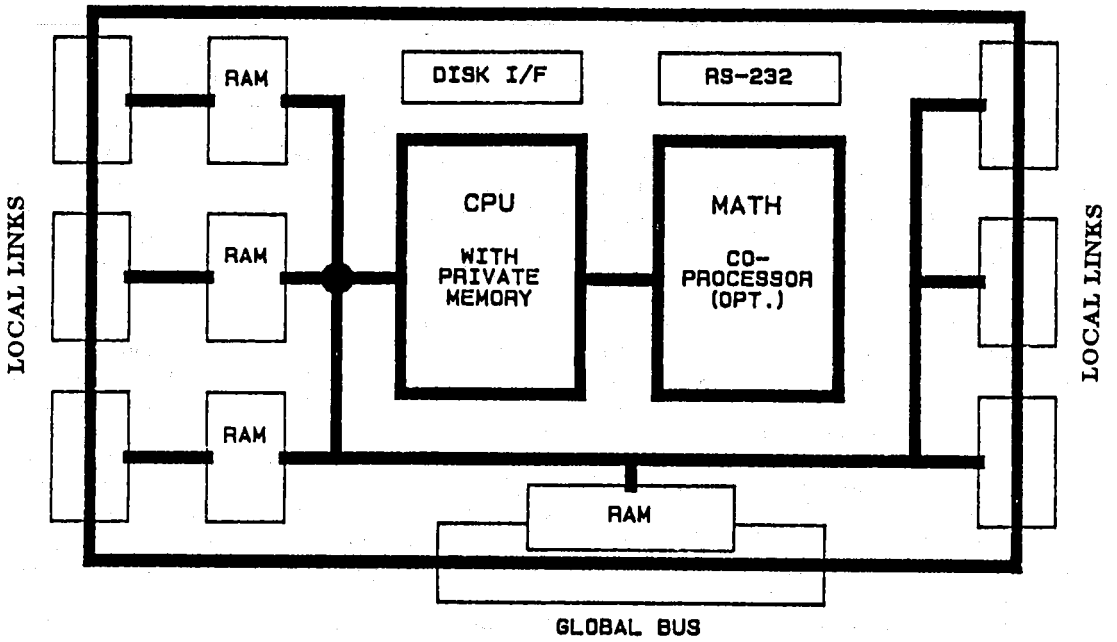 RAM
DISK I/F
RS-232
CPU
WITH
PRIVATE
MEMORY
MATH
CO-
PROCESSOR
(OPT.)
RAM
LOCAL LINKS
LOCAL LINKS
RAM
RAM
GLOBAL BUS